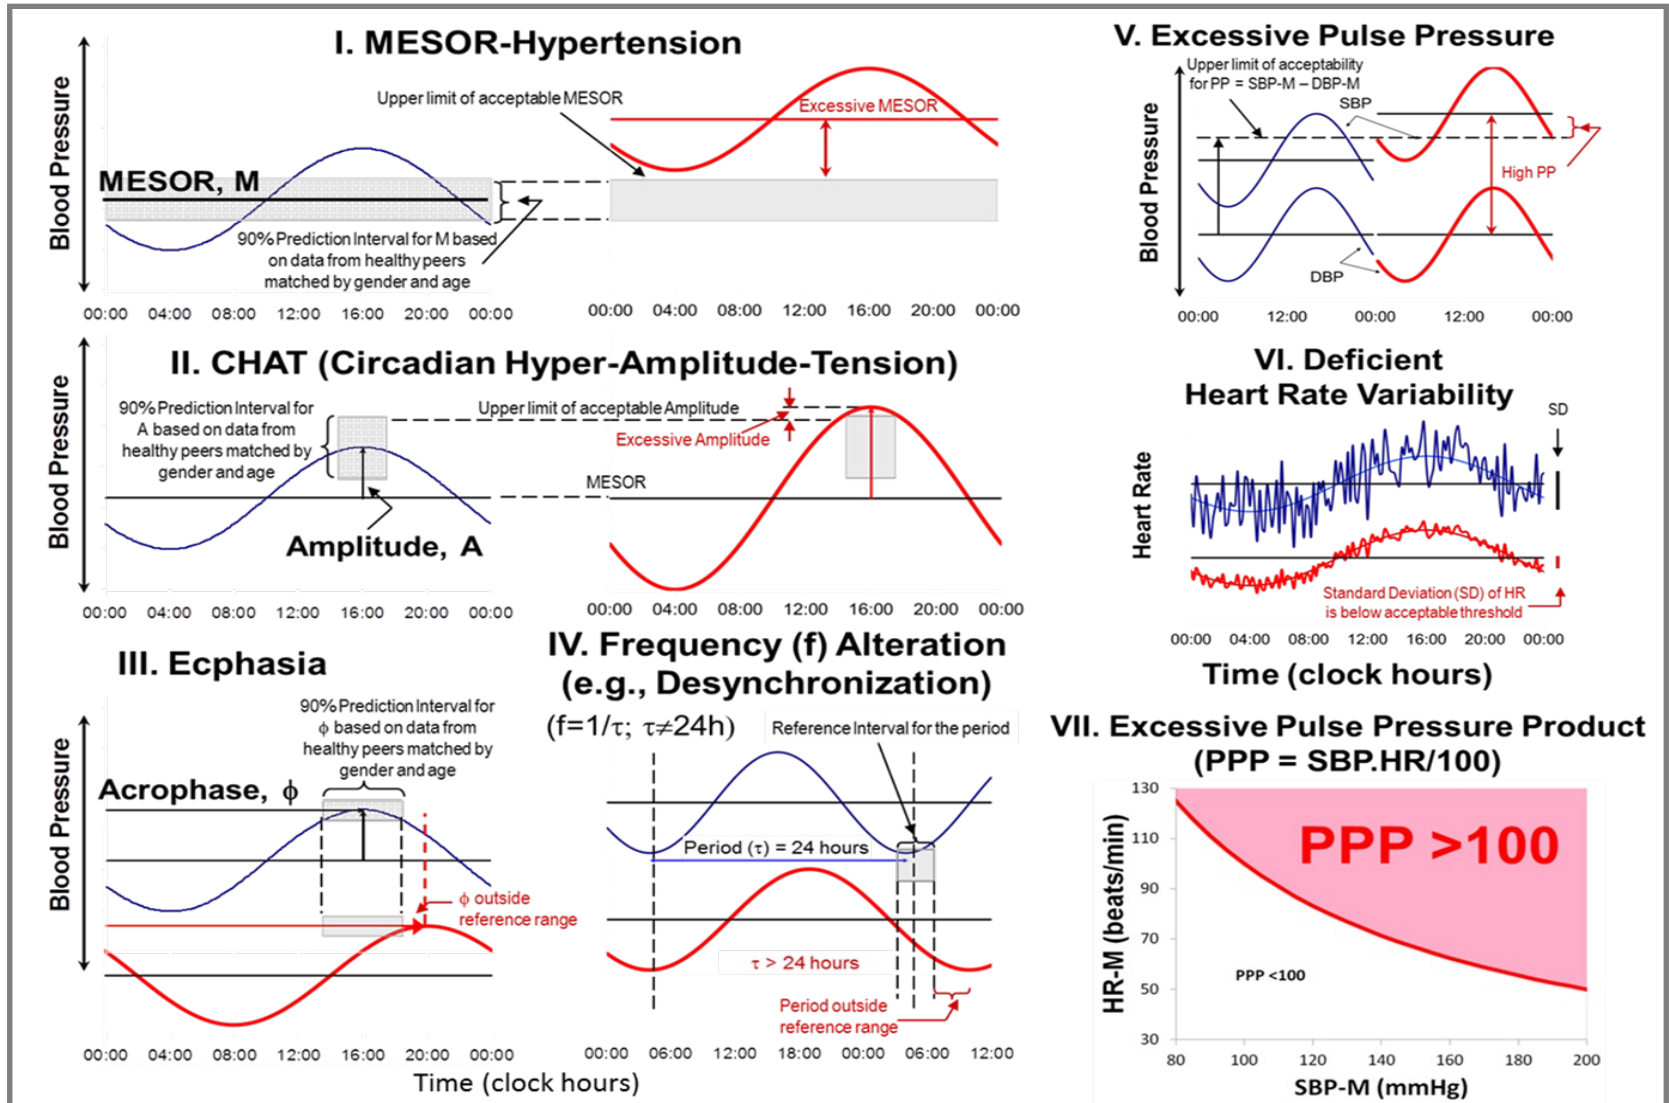 I. MESOR-Hypertension
Blood Pressure
Upper limit of acceptable MESOR
Excessive MESOR
MESOR, M
90% Prediction Interval for M based
on data from healthy peers
matched by gender and age
00:00 04:00 08:00 12:00 16:00 20:00 00:00
00:00 04:00 08:00 12:00 16:00 20:00 00:00
II. CHAT (Circadian Hyper-Amplitude-Tension)
Blood Pressure
90% Prediction Interval for
A based on data from
healthy peers matched by
gender and age
Upper limit of acceptable Amplitude
Excessive Amplitude
MESOR
Amplitude, A
00:00 04:00 08:00 12:00 16:00 20:00 00:00
00:00 04:00 08:00 12:00 16:00 20:00 00:00
III. Ecphasia
Blood Pressure
90% Prediction Interval for
ϕ based on data from
healthy peers matched by
gender and age
Acrophase, ϕ
ϕ outside
reference range
00:00 04:00 08:00 12:00 16:00 20:00 00:00
IV. Frequency (f) Alteration
(e.g., Desynchronization)
(f=1/τ; τ≠24h)
Reference Interval for the period
Period (τ) = 24 hours
τ > 24 hours
Period outside
reference range
00:00 06:00 12:00 18:00 00:00 06:00 12:00
Time (clock hours)
V. Excessive Pulse Pressure
Blood Pressure
Upper limit of acceptability
for PP = SBP-M – DBP-M
SBP
High PP
DBP
00:00 12:00 00:00 12:00 00:00
VI. Deficient
Heart Rate Variability
Heart Rate
SD
Standard Deviation (SD) of HR
is below acceptable threshold
00:00 04:00 08:00 12:00 16:00 20:00 00:00
Time (clock hours)
VII. Excessive Pulse Pressure Product
(PPP = SBP.HR/100)
HR-M (beats/min)
130
110
90
70
50
30
PPP >100
PPP <100
80 100 120 140 160 180 200
SBP-M (mmHg)